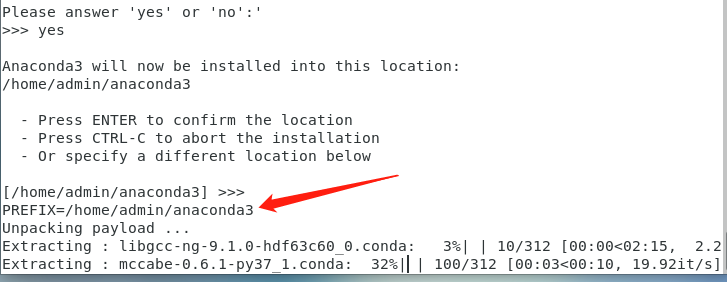 Please answer 'yes' or 'no':'
>>> yes
Anaconda3 will now be installed into this location:
/home/admin/anaconda3
- Press ENTER to confirm the location
- Press CTRL-C to abort the installation
- Or specify a different location below
[/home/admin/anaconda3] >>>
PREFIX=/home/admin/anaconda3
Unpacking payload ...
Extracting : libgcc-ng-9.1.0-hdf63c60_0.conda:   3%| | 10/312 [00:00<02:15,  2.2
Extracting : mccabe-0.6.1-py37_1.conda:  32%| | 100/312 [00:03<00:10, 19.92it/s]